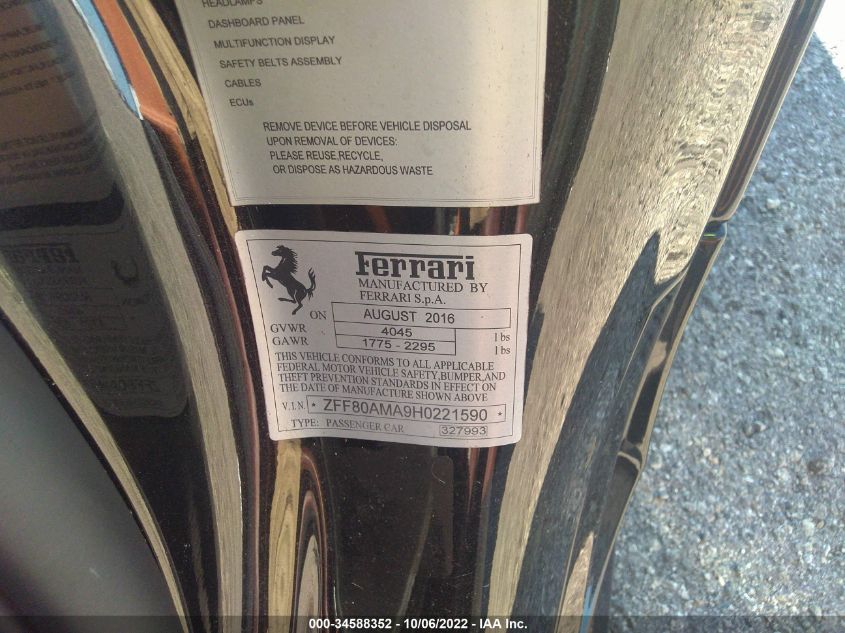 HEADLAMPS
DASHBOARD PANEL
MULTIFUNCTION DISPLAY
SAFETY BELTS ASSEMBLY
CABLES
ECUs
REMOVE DEVICE BEFORE VEHICLE DISPOSAL
UPON REMOVAL OF DEVICES:
PLEASE REUSE,RECYCLE,
OR DISPOSE AS HAZARDOUS WASTE
Ferrari
MANUFACTURED BY
FERRARI S.p.A.
ON AUGUST 2016
GVWR 4045 lbs
GAWR 1775 - 2295 lbs
THIS VEHICLE CONFORMS TO ALL APPLICABLE
FEDERAL MOTOR VEHICLE SAFETY,BUMPER,AND
THEFT PREVENTION STANDARDS IN EFFECT ON
THE DATE OF MANUFACTURE SHOWN ABOVE
V.I.N. * ZFF80AMA9H0221590 *
TYPE: PASSENGER CAR 327993
000-34588352 - 10/06/2022 - IAA Inc.